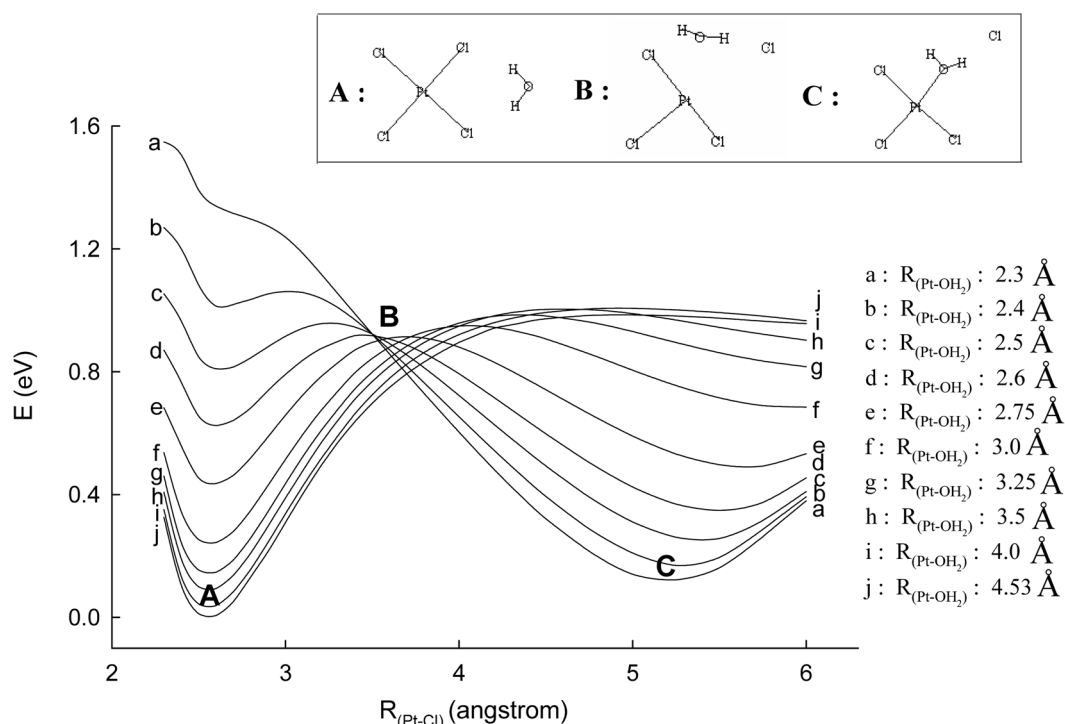 A :
Cl
Cl
Pt
Cl
Cl
H
O
H
B :
H
O
H
Cl
Cl
Pt
Cl
Cl
C :
Cl
H
O
H
Cl
Pt
Cl
Cl
1.6
1.2
0.8
0.4
0.0
E (eV)
a
b
c
d
e
f
g
h
i
j
A
B
C
j
i
h
g
f
e
d
c
b
a
a : R(Pt-OH2) : 2.3 Å
b : R(Pt-OH2) : 2.4 Å
c : R(Pt-OH2) : 2.5 Å
d : R(Pt-OH2) : 2.6 Å
e : R(Pt-OH2) : 2.75 Å
f : R(Pt-OH2) : 3.0 Å
g : R(Pt-OH2) : 3.25 Å
h : R(Pt-OH2) : 3.5 Å
i : R(Pt-OH2) : 4.0 Å
j : R(Pt-OH2) : 4.53 Å
2 3 4 5 6
R(Pt-Cl) (angstrom)